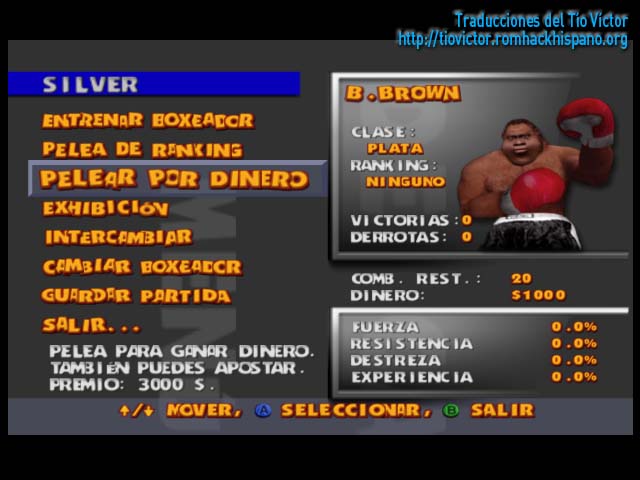 Traducciones del Tio Victor
http://tiovictor.romhackhispano.org
SILVER
ENTRENAR BOXEADOR
PELEA DE RANKING
PELEAR POR DINERO
EXHIBICIÓN
INTERCAMBIAR
CAMBIAR BOXEADOR
GUARDAR PARTIDA
SALIR...
PELEA PARA GANAR DINERO.
TAMBIÉN PUEDES APOSTAR.
PREMIO: 3000 $.
B.BROWN
CLASE:
PLATA
RANKING:
NINGUNO
VICTORIAS:0
DERROTAS: 0
COMB. REST.: 20
DINERO: $1000
FUERZA 0.0%
RESISTENCIA 0.0%
DESTREZA 0.0%
EXPERIENCIA 0.0%
↑/↓ MOVER, A SELECCIONAR, B SALIR